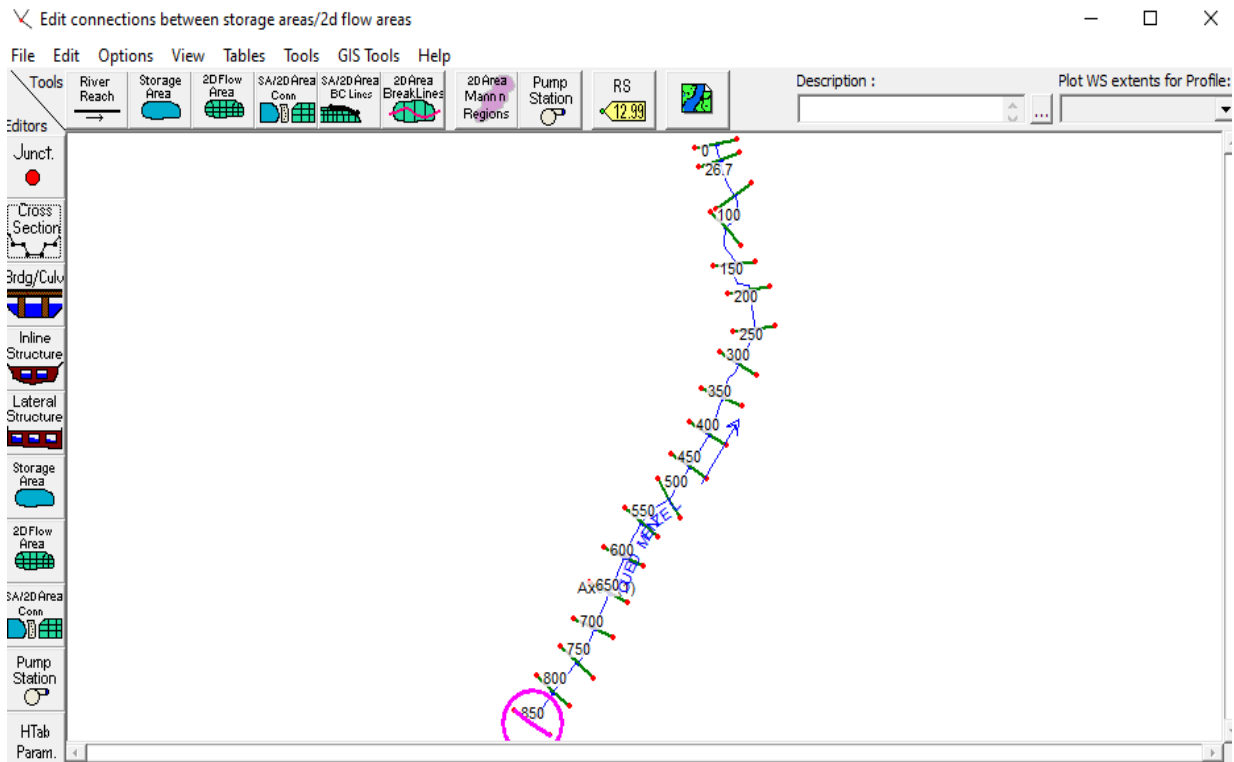 Edit connections between storage areas/2d flow areas
File Edit Options View Tables Tools GIS Tools Help
Tools
Editors
River
Reach
Storage
Area
2D Flow
Area
SA/2D Area
Conn
SA/2D Area
BC Lines
2D Area
BreakLines
2D Area
Mann n
Regions
Pump
Station
RS
12.99
Description :
...
Plot WS extents for Profile:
Junct.
Cross
Section
Brdg/Culv
Inline
Structure
Lateral
Structure
Storage
Area
2D Flow
Area
SA/2D Area
Conn
Pump
Station
HTab
Param.
0
26.7
100
150
200
250
300
350
400
450
500
550
600
650
700
750
800
850